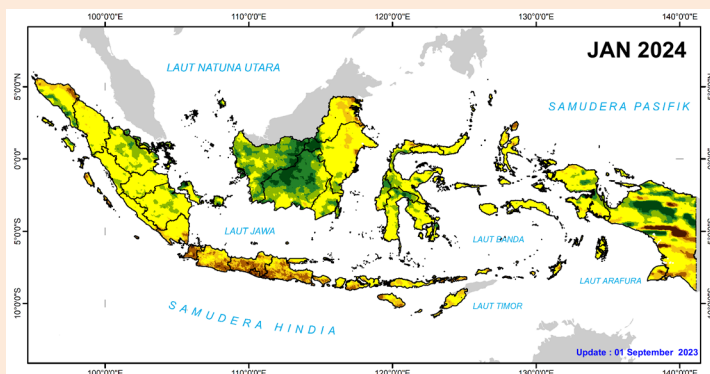 100°0'0"E 110°0'0"E 120°0'0"E 130°0'0"E 140°0'0"E
JAN 2024
LAUT NATUNA UTARA
SAMUDERA PASIFIK
5°0'0"N
0°0'0"
5°0'0"S
10°0'0"S
LAUT JAWA
LAUT BANDA
LAUT ARAFURA
LAUT TIMOR
SAMUDERA HINDIA
Update : 01 September 2023
100°0'0"E 110°0'0"E 120°0'0"E 130°0'0"E 140°0'0"E